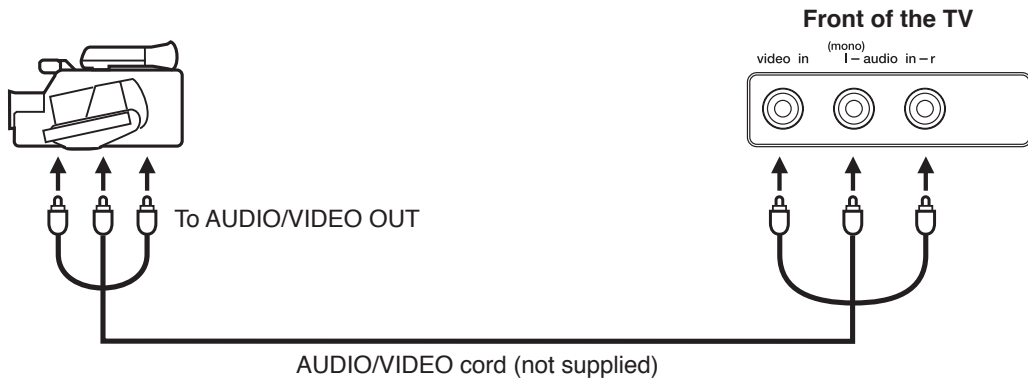 Front of the TV
(mono)
video in l – audio in – r
To AUDIO/VIDEO OUT
AUDIO/VIDEO cord (not supplied)